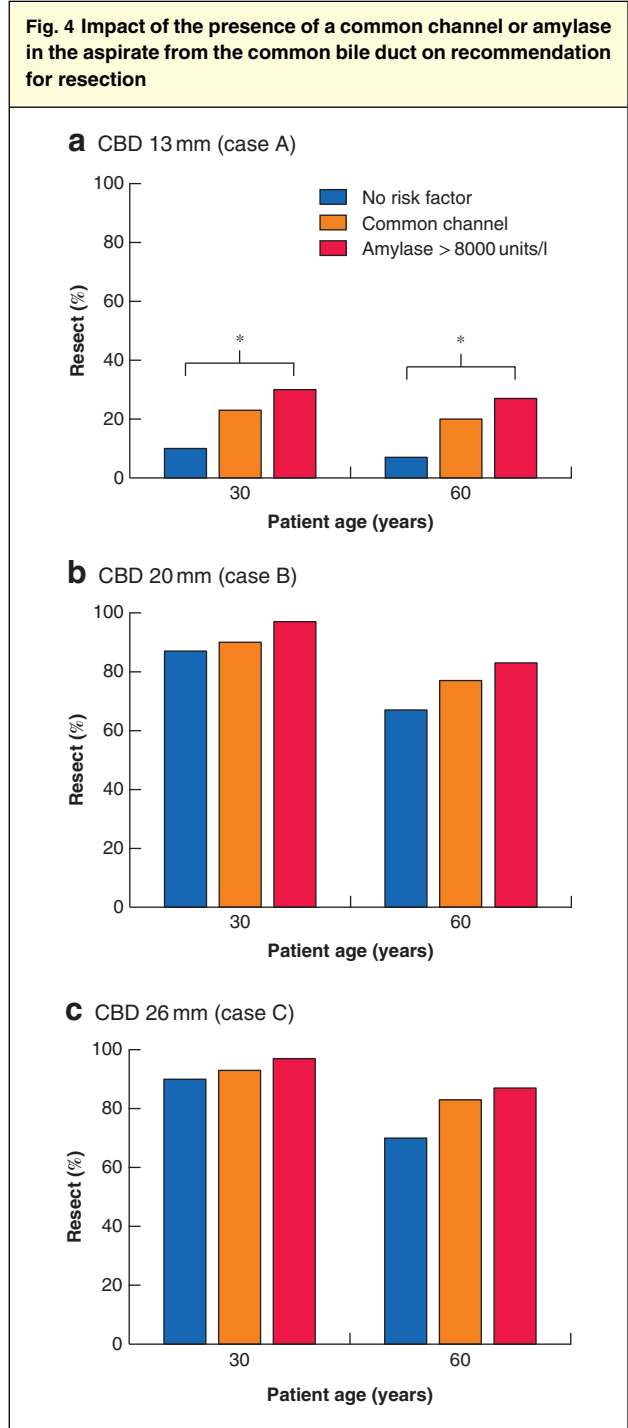 Fig. 4 Impact of the presence of a common channel or amylase
in the aspirate from the common bile duct on recommendation
for resection
a CBD 13 mm (case A)
100
80
60
40
20
0
Resect (%)
No risk factor
Common channel
Amylase > 8000 units/l
*
*
30
60
Patient age (years)
b CBD 20 mm (case B)
100
80
60
40
20
0
Resect (%)
30
60
Patient age (years)
c CBD 26 mm (case C)
100
80
60
40
20
0
Resect (%)
30
60
Patient age (years)